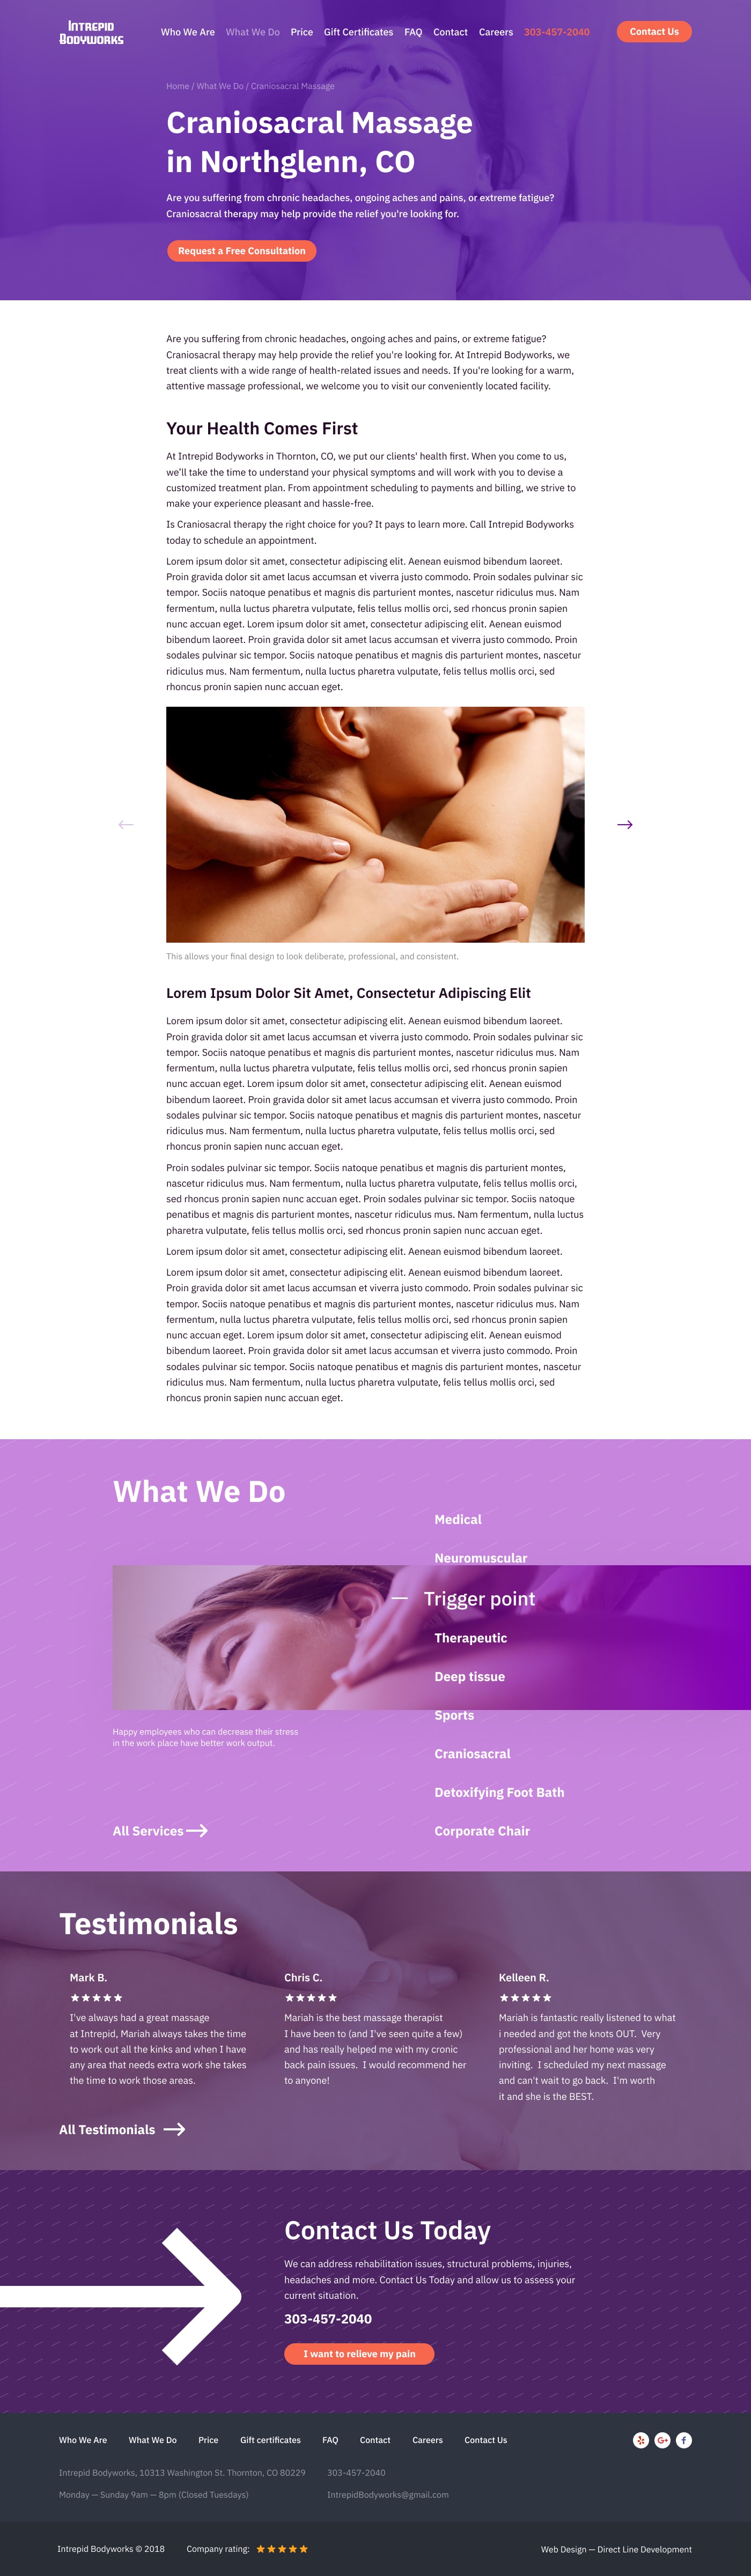 Intrepid
Bodyworks
Who We Are What We Do Price Gift Certificates FAQ Contact Careers 303-457-2040 Contact Us
Home / What We Do / Craniosacral Massage
Craniosacral Massage
in Northglenn, CO
Are you suffering from chronic headaches, ongoing aches and pains, or extreme fatigue?
Craniosacral therapy may help provide the relief you're looking for.
Request a Free Consultation
Are you suffering from chronic headaches, ongoing aches and pains, or extreme fatigue?
Craniosacral therapy may help provide the relief you're looking for. At Intrepid Bodyworks, we
treat clients with a wide range of health-related issues and needs. If you're looking for a warm,
attentive massage professional, we welcome you to visit our conveniently located facility.
Your Health Comes First
At Intrepid Bodyworks in Thornton, CO, we put our clients' health first. When you come to us,
we'll take the time to understand your physical symptoms and will work with you to devise a
customized treatment plan. From appointment scheduling to payments and billing, we strive to
make your experience pleasant and hassle-free.
Is Craniosacral therapy the right choice for you? It pays to learn more. Call Intrepid Bodyworks
today to schedule an appointment.
Lorem ipsum dolor sit amet, consectetur adipiscing elit. Aenean euismod bibendum laoreet.
Proin gravida dolor sit amet lacus accumsan et viverra justo commodo. Proin sodales pulvinar sic
tempor. Sociis natoque penatibus et magnis dis parturient montes, nascetur ridiculus mus. Nam
fermentum, nulla luctus pharetra vulputate, felis tellus mollis orci, sed rhoncus pronin sapien
nunc accuan eget. Lorem ipsum dolor sit amet, consectetur adipiscing elit. Aenean euismod
bibendum laoreet. Proin gravida dolor sit amet lacus accumsan et viverra justo commodo. Proin
sodales pulvinar sic tempor. Sociis natoque penatibus et magnis dis parturient montes, nascetur
ridiculus mus. Nam fermentum, nulla luctus pharetra vulputate, felis tellus mollis orci, sed
rhoncus pronin sapien nunc accuan eget.
This allows your final design to look deliberate, professional, and consistent.
Lorem Ipsum Dolor Sit Amet, Consectetur Adipiscing Elit
Lorem ipsum dolor sit amet, consectetur adipiscing elit. Aenean euismod bibendum laoreet.
Proin gravida dolor sit amet lacus accumsan et viverra justo commodo. Proin sodales pulvinar sic
tempor. Sociis natoque penatibus et magnis dis parturient montes, nascetur ridiculus mus. Nam
fermentum, nulla luctus pharetra vulputate, felis tellus mollis orci, sed rhoncus pronin sapien
nunc accuan eget. Lorem ipsum dolor sit amet, consectetur adipiscing elit. Aenean euismod
bibendum laoreet. Proin gravida dolor sit amet lacus accumsan et viverra justo commodo. Proin
sodales pulvinar sic tempor. Sociis natoque penatibus et magnis dis parturient montes, nascetur
ridiculus mus. Nam fermentum, nulla luctus pharetra vulputate, felis tellus mollis orci, sed
rhoncus pronin sapien nunc accuan eget.
Proin sodales pulvinar sic tempor. Sociis natoque penatibus et magnis dis parturient montes,
nascetur ridiculus mus. Nam fermentum, nulla luctus pharetra vulputate, felis tellus mollis orci,
sed rhoncus pronin sapien nunc accuan eget. Proin sodales pulvinar sic tempor. Sociis natoque
penatibus et magnis dis parturient montes, nascetur ridiculus mus. Nam fermentum, nulla luctus
pharetra vulputate, felis tellus mollis orci, sed rhoncus pronin sapien nunc accuan eget.
Lorem ipsum dolor sit amet, consectetur adipiscing elit. Aenean euismod bibendum laoreet.
Lorem ipsum dolor sit amet, consectetur adipiscing elit. Aenean euismod bibendum laoreet.
Proin gravida dolor sit amet lacus accumsan et viverra justo commodo. Proin sodales pulvinar sic
tempor. Sociis natoque penatibus et magnis dis parturient montes, nascetur ridiculus mus. Nam
fermentum, nulla luctus pharetra vulputate, felis tellus mollis orci, sed rhoncus pronin sapien
nunc accuan eget. Lorem ipsum dolor sit amet, consectetur adipiscing elit. Aenean euismod
bibendum laoreet. Proin gravida dolor sit amet lacus accumsan et viverra justo commodo. Proin
sodales pulvinar sic tempor. Sociis natoque penatibus et magnis dis parturient montes, nascetur
ridiculus mus. Nam fermentum, nulla luctus pharetra vulputate, felis tellus mollis orci, sed
rhoncus pronin sapien nunc accuan eget.
What We Do
Medical
Neuromuscular
Trigger point
Therapeutic
Deep tissue
Sports
Craniosacral
Detoxifying Foot Bath
Corporate Chair
Happy employees who can decrease their stress
in the work place have better work output.
All Services
Testimonials
Mark B.
I've always had a great massage
at Intrepid, Mariah always takes the time
to work out all the kinks and when I have
any area that needs extra work she takes
the time to work those areas.
Chris C.
Mariah is the best massage therapist
I have been to (and I've seen quite a few)
and has really helped me with my cronic
back pain issues. I would recommend her
to anyone!
Kelleen R.
Mariah is fantastic really listened to what
i needed and got the knots OUT. Very
professional and her home was very
inviting. I scheduled my next massage
and can't wait to go back. I'm worth
it and she is the BEST.
All Testimonials
Contact Us Today
We can address rehabilitation issues, structural problems, injuries,
headaches and more. Contact Us Today and allow us to assess your
current situation.
303-457-2040
I want to relieve my pain
Who We Are What We Do Price Gift certificates FAQ Contact Careers Contact Us
G+ f
Intrepid Bodyworks, 10313 Washington St. Thornton, CO 80229 303-457-2040
Monday — Sunday 9am — 8pm (Closed Tuesdays) IntrepidBodyworks@gmail.com
Intrepid Bodyworks © 2018 Company rating: Web Design — Direct Line Development